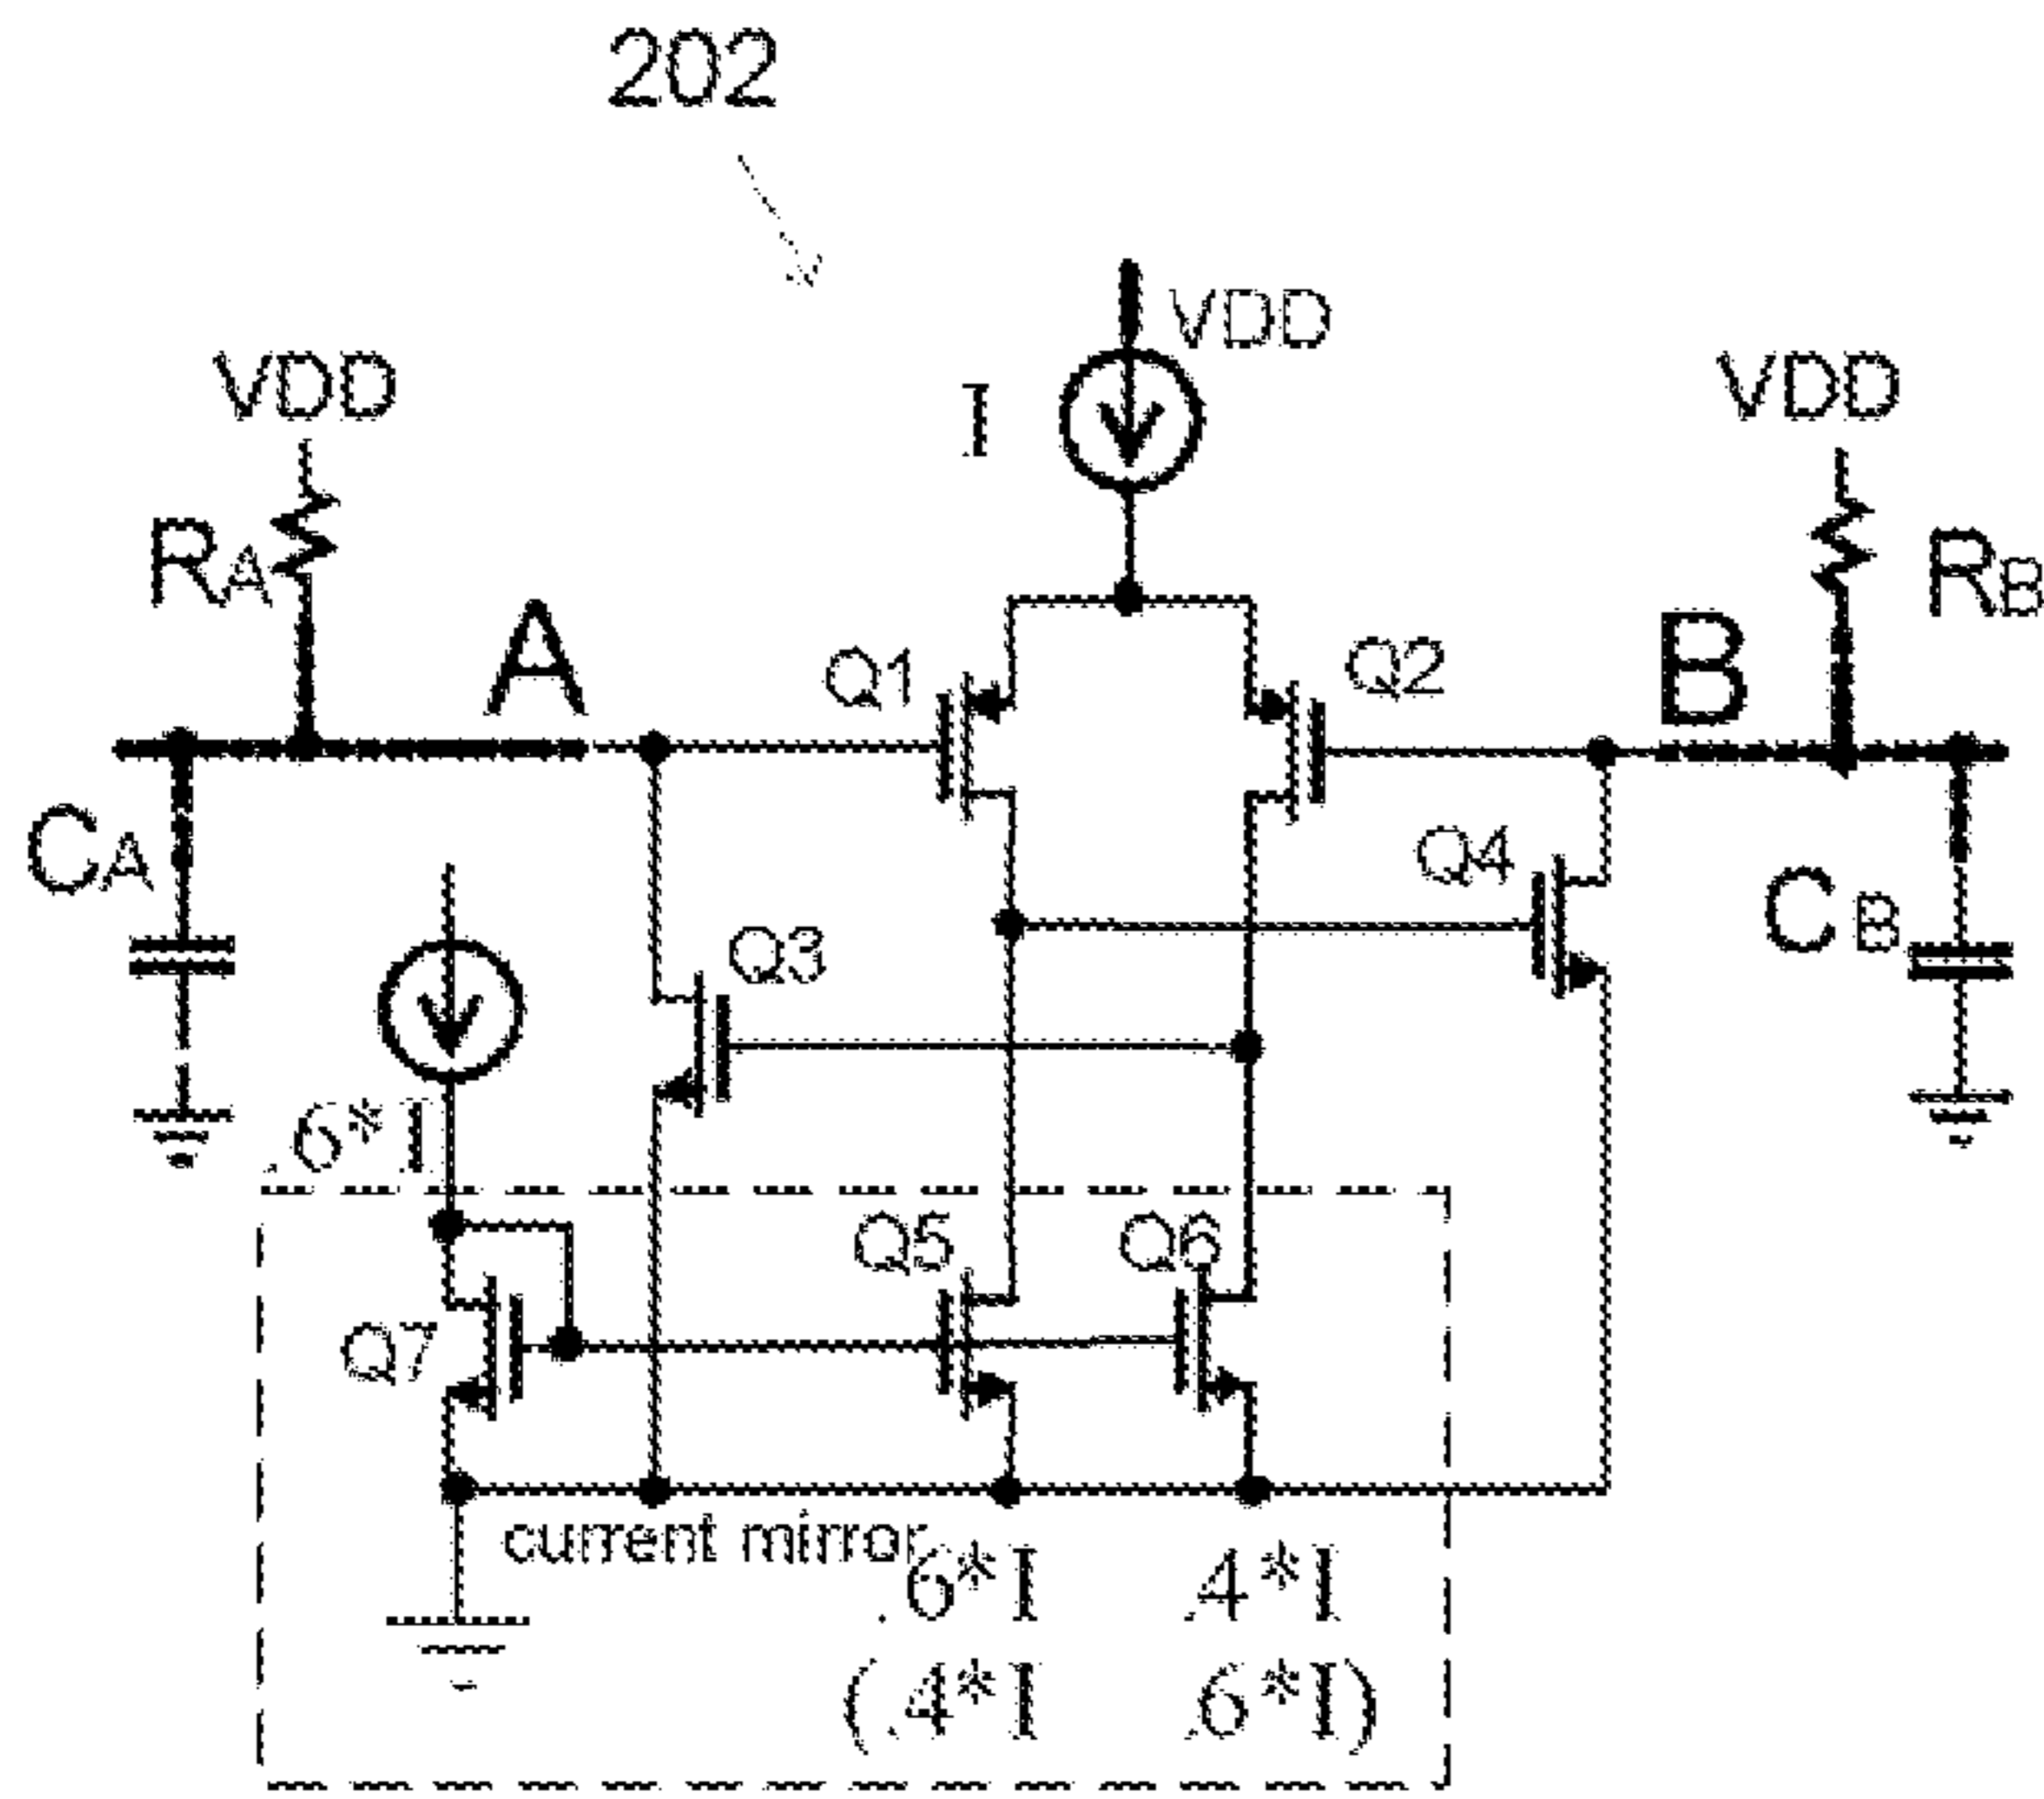 202
VDD
I
VDD
VDD
RA
A
Q1
Q2
B
RB
CA
Q3
Q4
CB
.6*I
Q5
Q6
Q7
current mirror
.6*I .4*I
(.4*I .6*I)